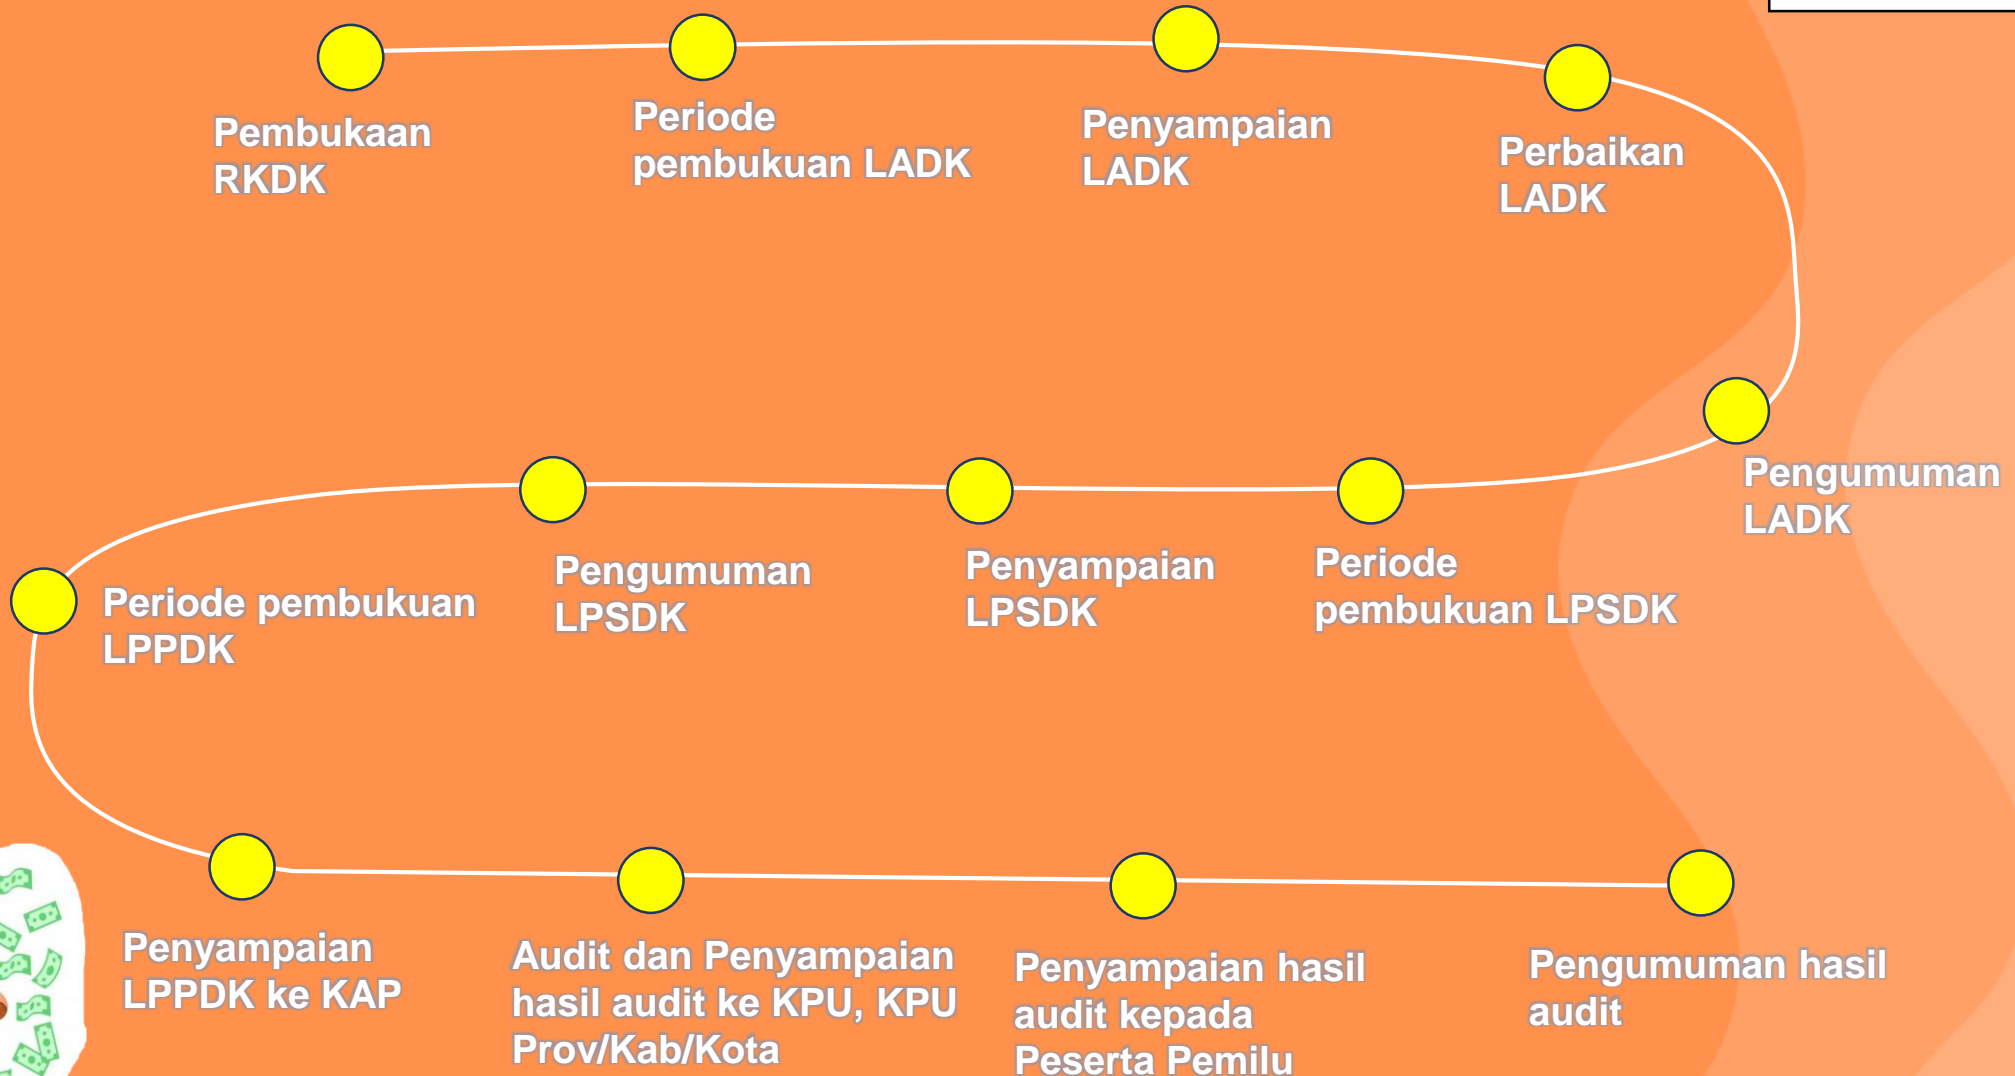 Pembukaan
RKDK
Periode
pembukuan LADK
Penyampaian
LADK
Perbaikan
LADK
Pengumuman
LADK
Periode
pembukuan LPSDK
Penyampaian
LPSDK
Pengumuman
LPSDK
Periode pembukuan
LPPDK
Penyampaian
LPPDK ke KAP
Audit dan Penyampaian
hasil audit ke KPU, KPU
Prov/Kab/Kota
Penyampaian hasil
audit kepada
Peserta Pemilu
Pengumuman hasil
audit